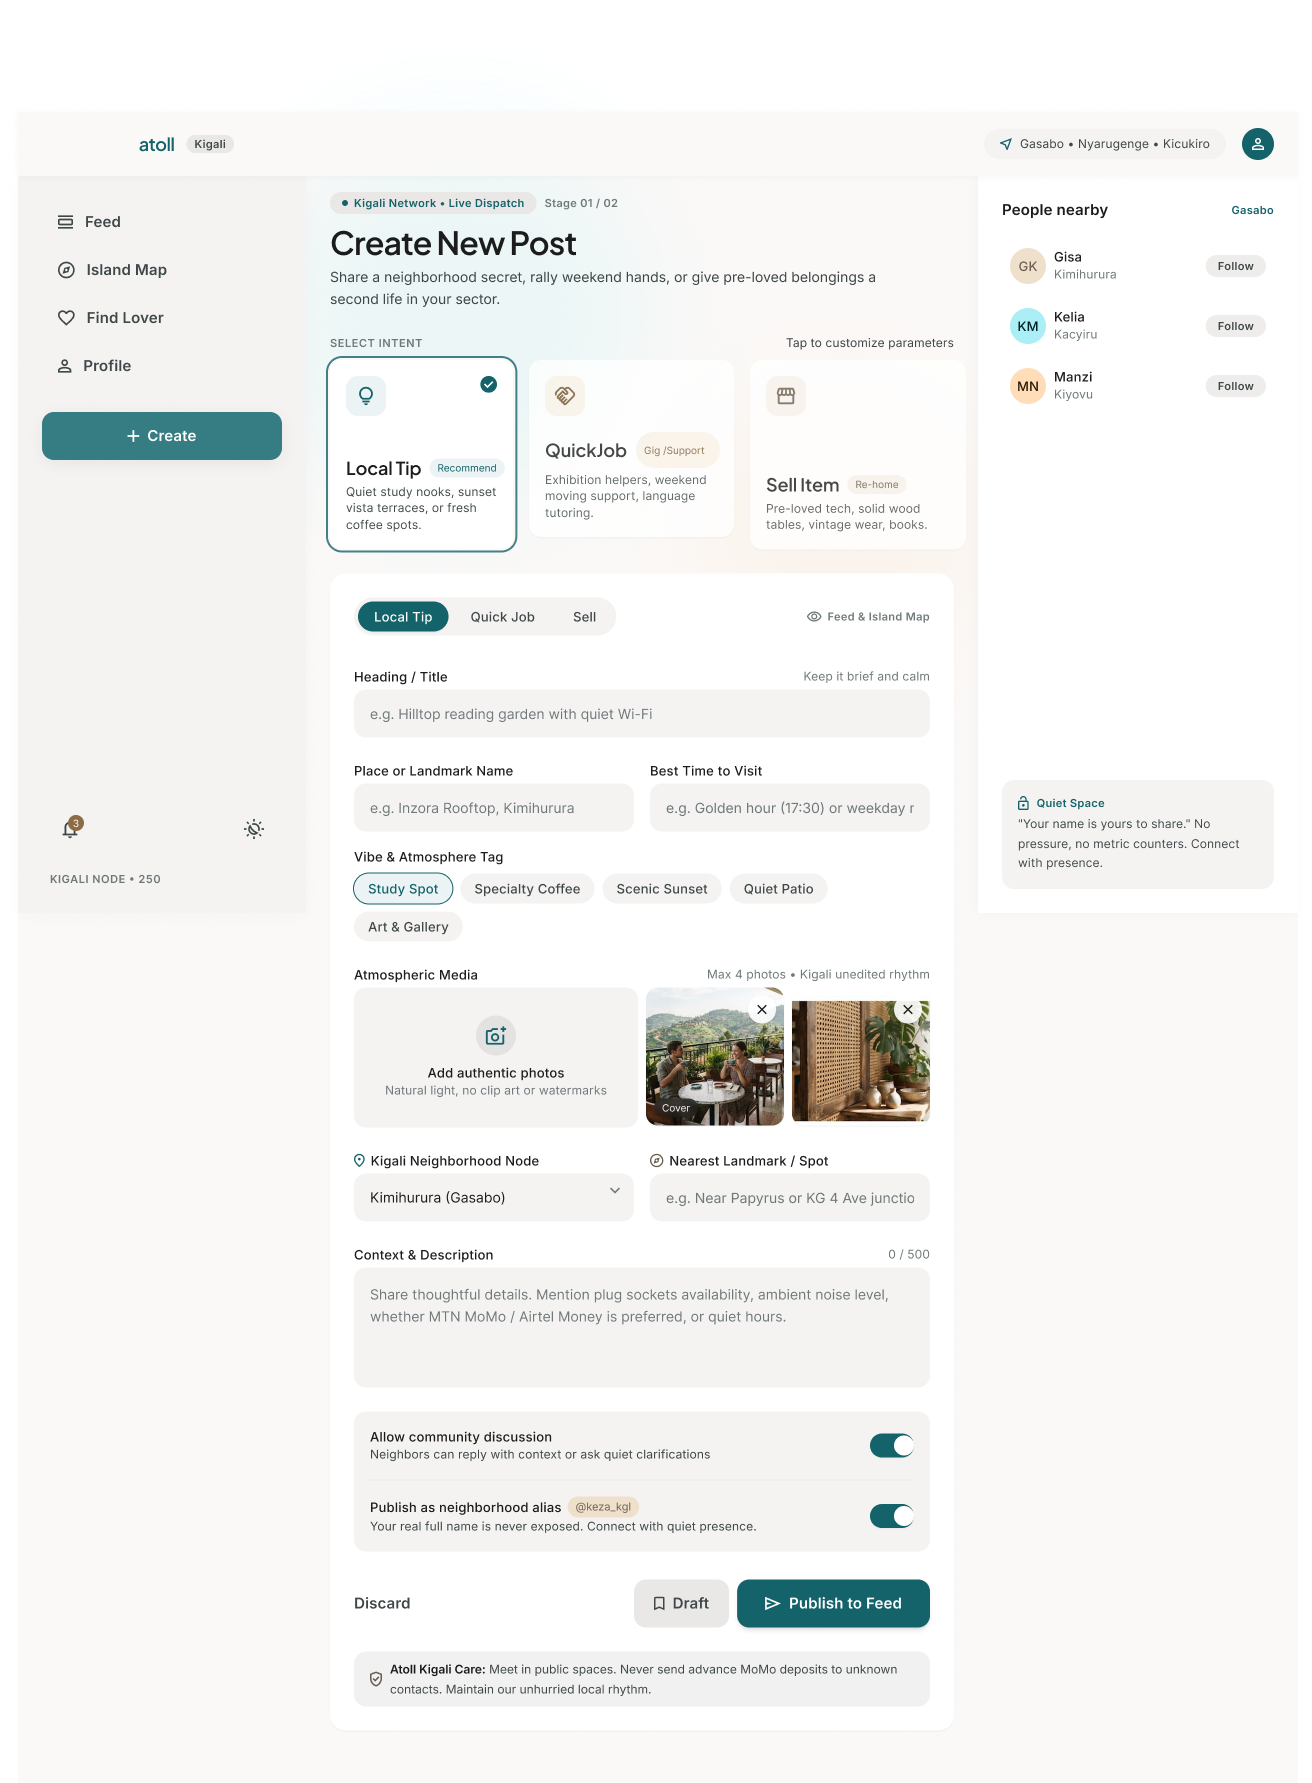 atoll
Kigali
Gasabo • Nyarugenge • Kicukiro
Feed
Island Map
Find Lover
Profile
+ Create
3
KIGALI NODE • 250
Kigali Network • Live Dispatch
Stage 01 / 02
Create New Post
Share a neighborhood secret, rally weekend hands, or give pre-loved belongings a
second life in your sector.
SELECT INTENT
Tap to customize parameters
Local Tip
Recommend
Quiet study nooks, sunset
vista terraces, or fresh
coffee spots.
QuickJob
Gig /Support
Exhibition helpers, weekend
moving support, language
tutoring.
Sell Item
Re-home
Pre-loved tech, solid wood
tables, vintage wear, books.
Local Tip
Quick Job
Sell
Feed & Island Map
Heading / Title
Keep it brief and calm
e.g. Hilltop reading garden with quiet Wi-Fi
Place or Landmark Name
Best Time to Visit
e.g. Inzora Rooftop, Kimihurura
e.g. Golden hour (17:30) or weekday r
Vibe & Atmosphere Tag
Study Spot
Specialty Coffee
Scenic Sunset
Quiet Patio
Art & Gallery
Atmospheric Media
Max 4 photos • Kigali unedited rhythm
Add authentic photos
Natural light, no clip art or watermarks
Cover
Kigali Neighborhood Node
Nearest Landmark / Spot
Kimihurura (Gasabo)
e.g. Near Papyrus or KG 4 Ave junctio
Context & Description
0 / 500
Share thoughtful details. Mention plug sockets availability, ambient noise level,
whether MTN MoMo / Airtel Money is preferred, or quiet hours.
Allow community discussion
Neighbors can reply with context or ask quiet clarifications
Publish as neighborhood alias
@keza_kgl
Your real full name is never exposed. Connect with quiet presence.
Discard
Draft
Publish to Feed
Atoll Kigali Care: Meet in public spaces. Never send advance MoMo deposits to unknown
contacts. Maintain our unhurried local rhythm.
People nearby
Gasabo
GK
Gisa
Kimihurura
Follow
KM
Kelia
Kacyiru
Follow
MN
Manzi
Kiyovu
Follow
Quiet Space
"Your name is yours to share." No
pressure, no metric counters. Connect
with presence.